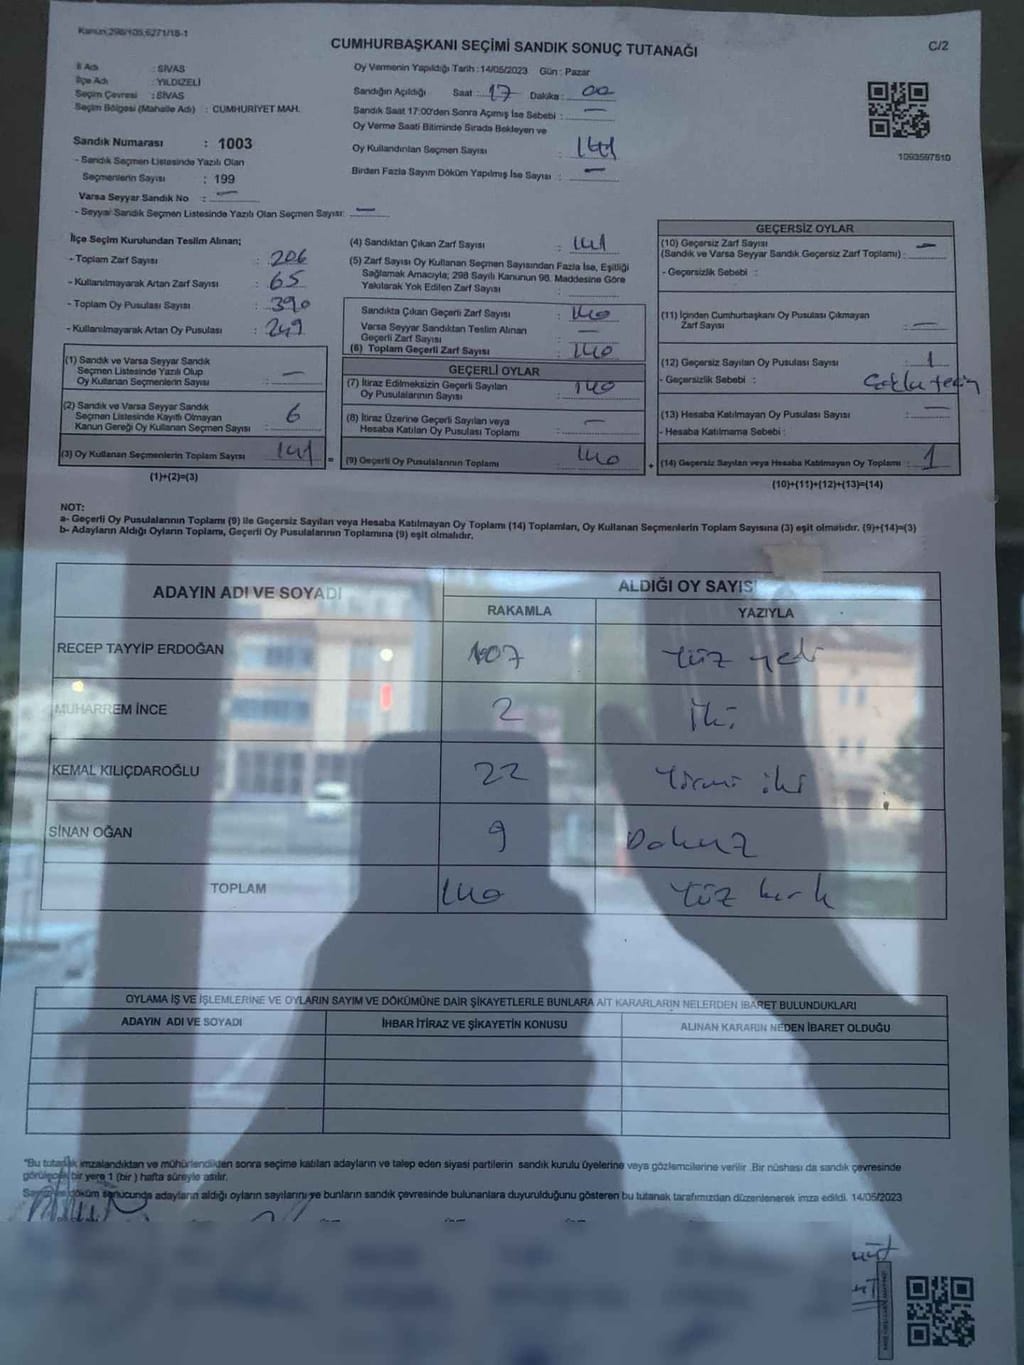 Kanun:298/105,6271/18-1
CUMHURBAŞKANI SEÇİMİ SANDIK SONUÇ TUTANAĞI
C/2
İl Adı : SİVAS
İlçe Adı : YILDIZELİ
Seçim Çevresi : SİVAS
Seçim Bölgesi (Mahalle Adı) : CUMHURİYET MAH.
Sandık Numarası : 1003
- Sandık Seçmen Listesinde Yazılı Olan
Seçmenlerin Sayısı : 199
Varsa Seyyar Sandık No : —
- Seyyar Sandık Seçmen Listesinde Yazılı Olan Seçmen Sayısı: —
Oy Vermenin Yapıldığı Tarih : 14/05/2023 Gün : Pazar
Sandığın Açıldığı Saat : 17 Dakika : 00
Sandık Saat 17:00'den Sonra Açımış İse Sebebi : —
Oy Verme Saati Bitiminde Sırada Bekleyen ve
Oy Kullandırılan Seçmen Sayısı : 141
Birden Fazla Sayım Döküm Yapılmış İse Sayısı : —
1093597510
İlçe Seçim Kurulundan Teslim Alınan;
- Toplam Zarf Sayısı : 206
- Kullanılmayarak Artan Zarf Sayısı : 65
- Toplam Oy Pusulası Sayısı : 390
- Kullanılmayarak Artan Oy Pusulası : 249
(1) Sandık ve Varsa Seyyar Sandık
Seçmen Listesinde Yazılı Olup
Oy Kullanan Seçmenlerin Sayısı : —
(2) Sandık ve Varsa Seyyar Sandık
Seçmen Listesinde Kayıtlı Olmayan
Kanun Gereği Oy Kullanan Seçmen Sayısı : 6
(3) Oy Kullanan Seçmenlerin Toplam Sayısı : 141
(1)+(2)=(3)
(4) Sandıktan Çıkan Zarf Sayısı : 141
(5) Zarf Sayısı Oy Kullanan Seçmen Sayısından Fazla İse, Eşitliği
Sağlamak Amacıyla; 298 Sayılı Kanunun 98. Maddesine Göre
Yakılarak Yok Edilen Zarf Sayısı :
Sandıkta Çıkan Geçerli Zarf Sayısı : 140
Varsa Seyyar Sandıktan Teslim Alınan
Geçerli Zarf Sayısı : —
(6) Toplam Geçerli Zarf Sayısı : 140
GEÇERLİ OYLAR
(7) İtiraz Edilmeksizin Geçerli Sayılan
Oy Pusulalarının Sayısı : 140
(8) İtiraz Üzerine Geçerli Sayılan veya
Hesaba Katılan Oy Pusulası Toplamı : —
= (9) Geçerli Oy Pusulalarının Toplamı : 140
GEÇERSİZ OYLAR
(10) Geçersiz Zarf Sayısı
(Sandık ve Varsa Seyyar Sandık Geçersiz Zarf Toplamı) : —
- Geçersizlik Sebebi :
(11) İçinden Cumhurbaşkanı Oy Pusulası Çıkmayan
Zarf Sayısı : —
(12) Geçersiz Sayılan Oy Pusulası Sayısı : 1
- Geçersizlik Sebebi :
(13) Hesaba Katılmayan Oy Pusulası Sayısı : —
- Hesaba Katılmama Sebebi :
+ (14) Geçersiz Sayılan veya Hesaba Katılmayan Oy Toplamı : 1
(10)+(11)+(12)+(13)=(14)
NOT:
a- Geçerli Oy Pusulalarının Toplamı (9) ile Geçersiz Sayılan veya Hesaba Katılmayan Oy Toplamı (14) Toplamları, Oy Kullanan Seçmenlerin Toplam Sayısına (3) eşit olmalıdır. (9)+(14)=(3)
b- Adayların Aldığı Oyların Toplamı, Geçerli Oy Pusulalarının Toplamına (9) eşit olmalıdır.
ADAYIN ADI VE SOYADI
ALDIĞI OY SAYISI
RAKAMLA YAZIYLA
RECEP TAYYİP ERDOĞAN 107 Yüz yedi
MUHARREM İNCE 2 İki
KEMAL KILIÇDAROĞLU 22 Yirmi iki
SİNAN OĞAN 9 Dokuz
TOPLAM 140 Yüz kırk
OYLAMA İŞ VE İŞLEMLERİNE VE OYLARIN SAYIM VE DÖKÜMÜNE DAİR ŞİKAYETLERLE BUNLARA AİT KARARLARIN NELERDEN İBARET BULUNDUKLARI
ADAYIN ADI VE SOYADI İHBAR İTİRAZ VE ŞİKAYETİN KONUSU ALINAN KARARIN NEDEN İBARET OLDUĞU
"Bu tutanak imzalandıktan ve mühürlendikten sonra seçime katılan adayların ve talep eden siyasi partilerin sandık kurulu üyelerine veya gözlemcilerine verilir. Bir nüshası da sandık çevresinde
görülecek bir yere 1 (bir ) hafta süreyle asılır.
Sayım ve döküm sonucunda adayların aldığı oyların sayılarını ve bunların sandık çevresinde bulunanlara duyurulduğunu gösteren bu tutanak tarafımızdan düzenlenerek imza edildi. 14/05/2023